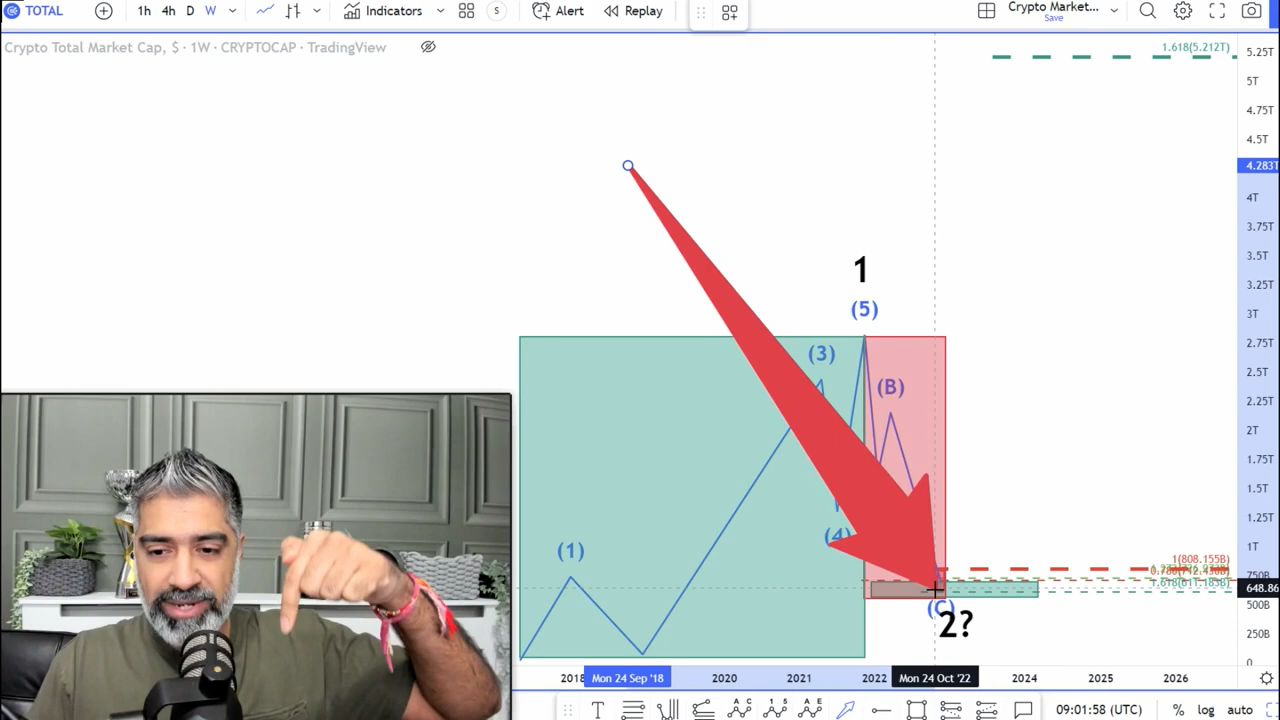 TOTAL 1h 4h D W Indicators S Alert Replay Crypto Market... Save
Crypto Total Market Cap, $ · 1W · CRYPTOCAP · TradingView
1.618(5.212T)
5.25T
5T
4.75T
4.5T
4.283T
4T
3.75T
3.5T
3.25T
3T
2.75T
2.5T
2.25T
2T
1.75T
1.5T
1.25T
1T
750B
648.86
500B
250B
0
1
(5)
(3)
(B)
(4)
(1)
1(808.155B)
1.618(611.183B)
(C)
2?
2018 Mon 24 Sep '18 2020 2021 2022 Mon 24 Oct '22 2024 2025 2026
09:01:58 (UTC) % log auto